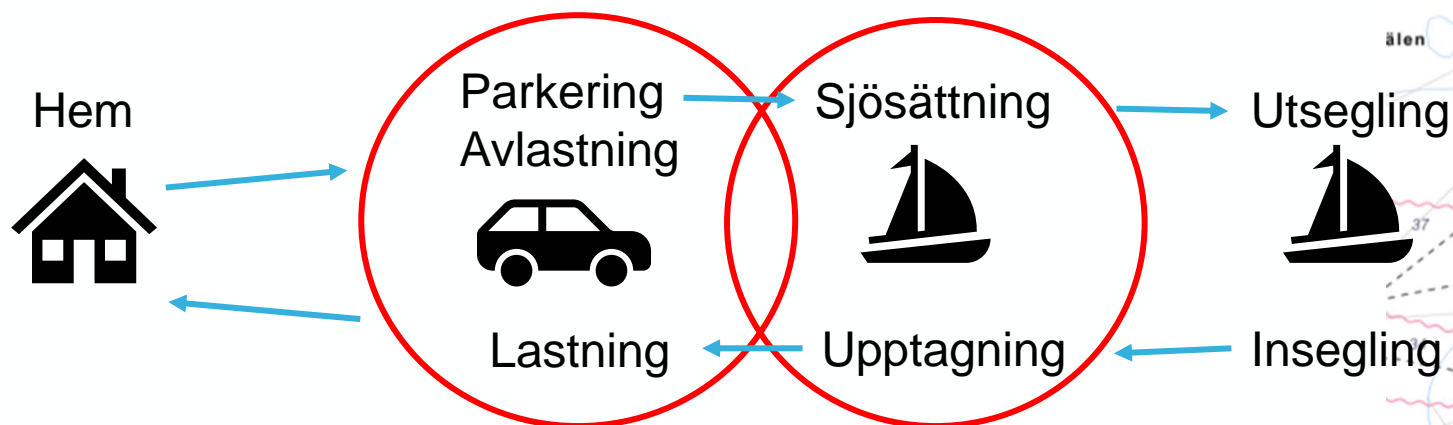 älen
Hem
Parkering
Avlastning
Sjösättning
Utsegling
37
Lastning
Upptagning
Insegling